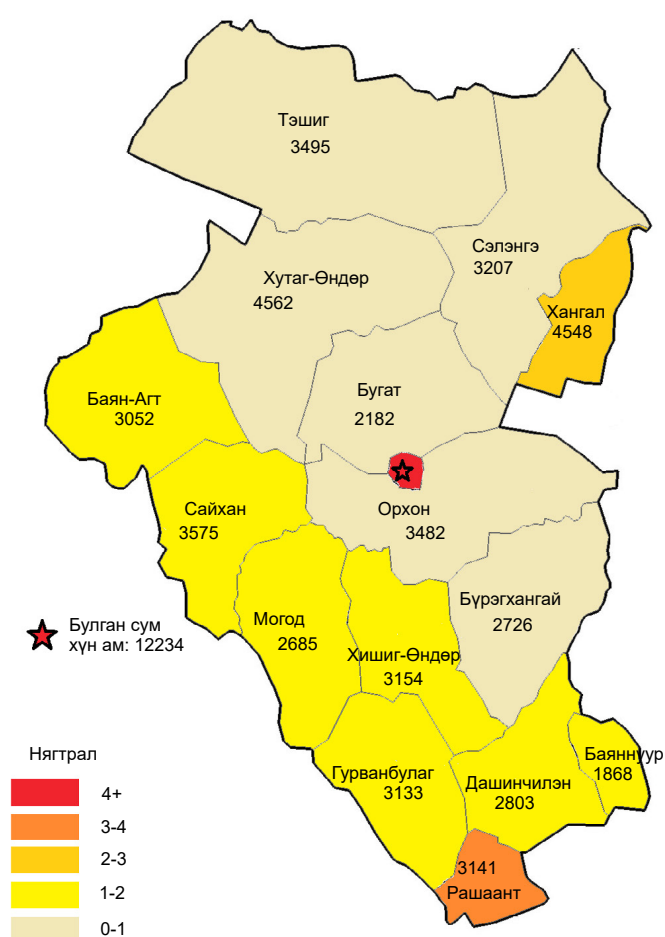 Тэшиг
3495
Сэлэнгэ
3207
Хутаг-Өндөр
4562
Хангал
4548
Бугат
2182
Баян-Агт
3052
Орхон
3482
Сайхан
3575
Бүрэгхангай
2726
Могод
2685
Хишиг-Өндөр
3154
Булган сум
хүн ам: 12234
Гурванбулаг
3133
Дашинчилэн
2803
Баяннуур
1868
3141
Рашаант
Нягтрал
4+
3-4
2-3
1-2
0-1